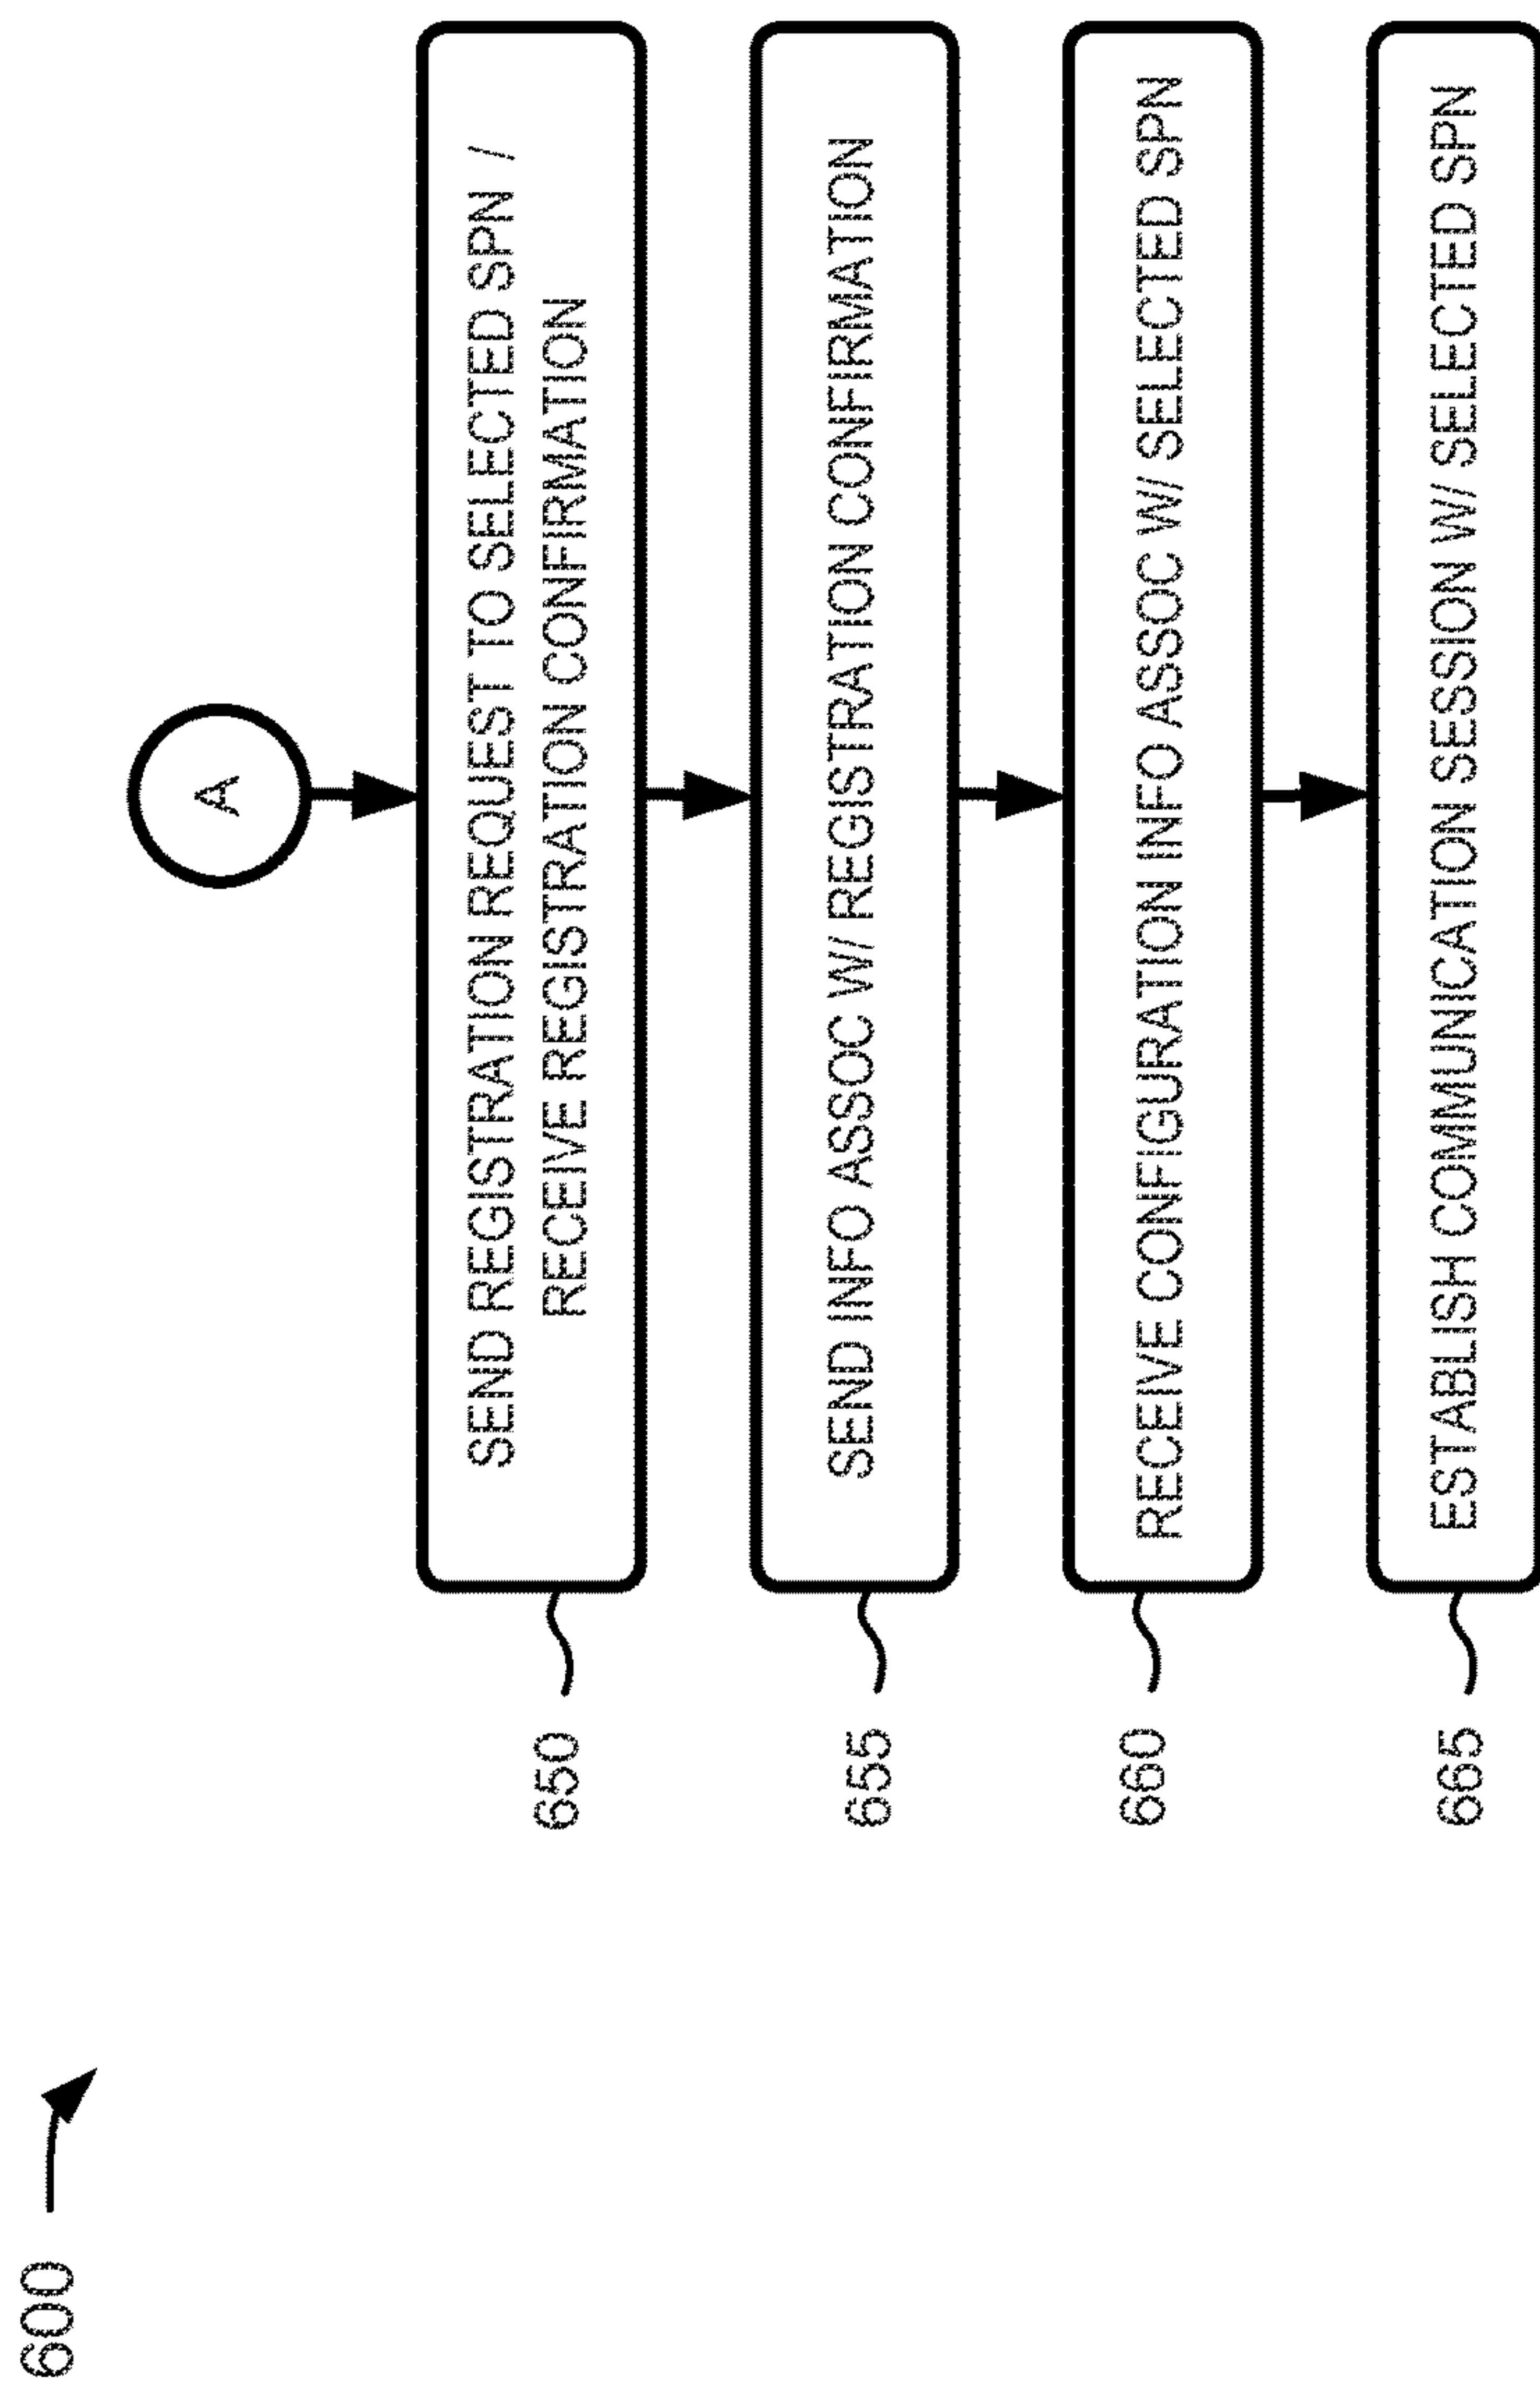 600
A
650
SEND REGISTRATION REQUEST TO SELECTED SPN /
RECEIVE REGISTRATION CONFIRMATION
655
SEND INFO ASSOC W/ REGISTRATION CONFIRMATION
660
RECEIVE CONFIGURATION INFO ASSOC W/ SELECTED SPN
665
ESTABLISH COMMUNICATION SESSION W/ SELECTED SPN